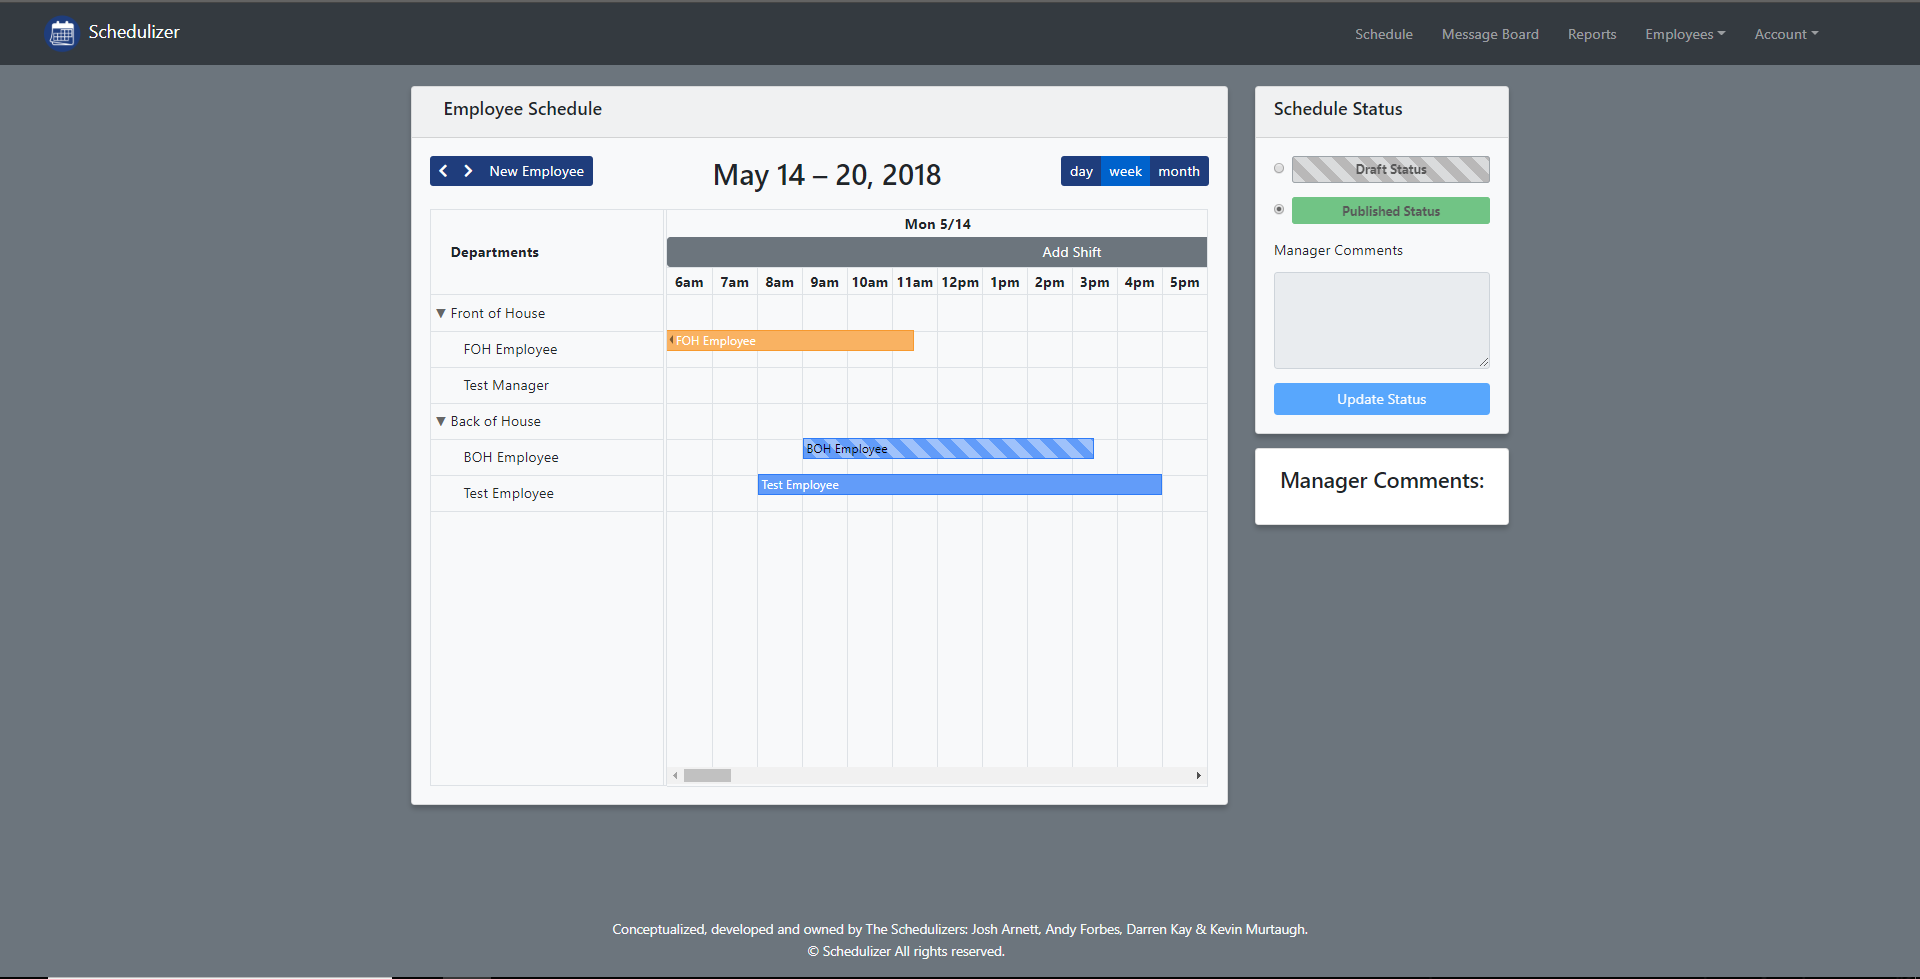 Schedulizer
Schedule Message Board Reports Employees Account
Employee Schedule
New Employee
May 14 – 20, 2018
day week month
Departments
Mon 5/14
Add Shift
6am 7am 8am 9am 10am 11am 12pm 1pm 2pm 3pm 4pm 5pm
Front of House
FOH Employee
FOH Employee
Test Manager
Back of House
BOH Employee
BOH Employee
Test Employee
Test Employee
Schedule Status
Draft Status
Published Status
Manager Comments
Update Status
Manager Comments:
Conceptualized, developed and owned by The Schedulizers: Josh Arnett, Andy Forbes, Darren Kay & Kevin Murtaugh.
© Schedulizer All rights reserved.